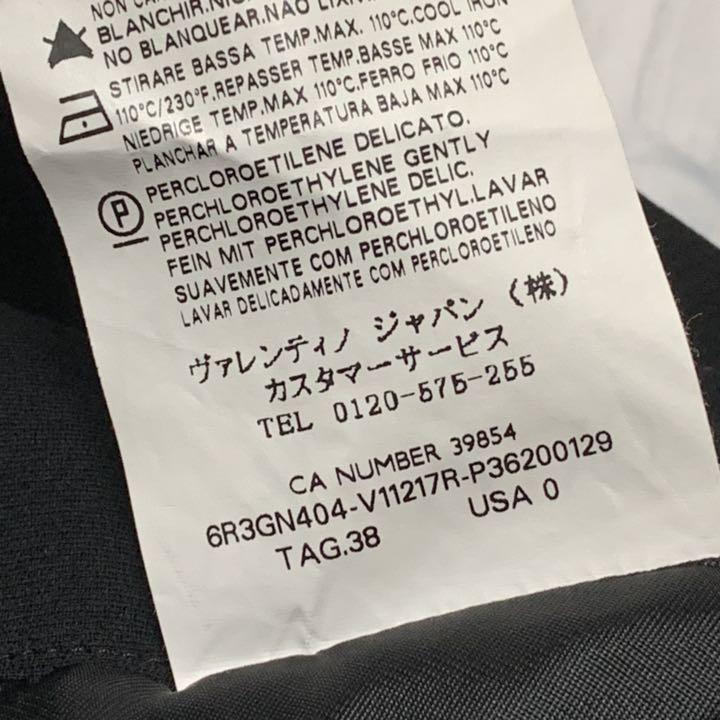 NON CA
BLANCHIR.NI
NO BLANQUEAR.NÃO
STIRARE BASSA TEMP.MAX. 110°C.COOL IRON
110°C/230°F.REPASSER TEMP.BASSE MAX 110°C
NIEDRIGE TEMP.MAX 110°C.FERRO FRIO 110°C
PLANCHAR A TEMPERATURA BAJA MAX 110°C
P
PERCLOROETILENE DELICATO.
PERCHLOROETHYLENE GENTLY
PERCHLOROETHYLENE DELIC.
FEIN MIT PERCHLOROETHYL.LAVAR
SUAVEMENTE COM PERCHLOROETILENO
LAVAR DELICADAMENTE COM PERCLOROETILENO
ヴァレンティノ ジャパン (株)
カスタマーサービス
TEL 0120-575-255
CA NUMBER 39854
6R3GN404-V11217R-P36200129
TAG.38 USA 0